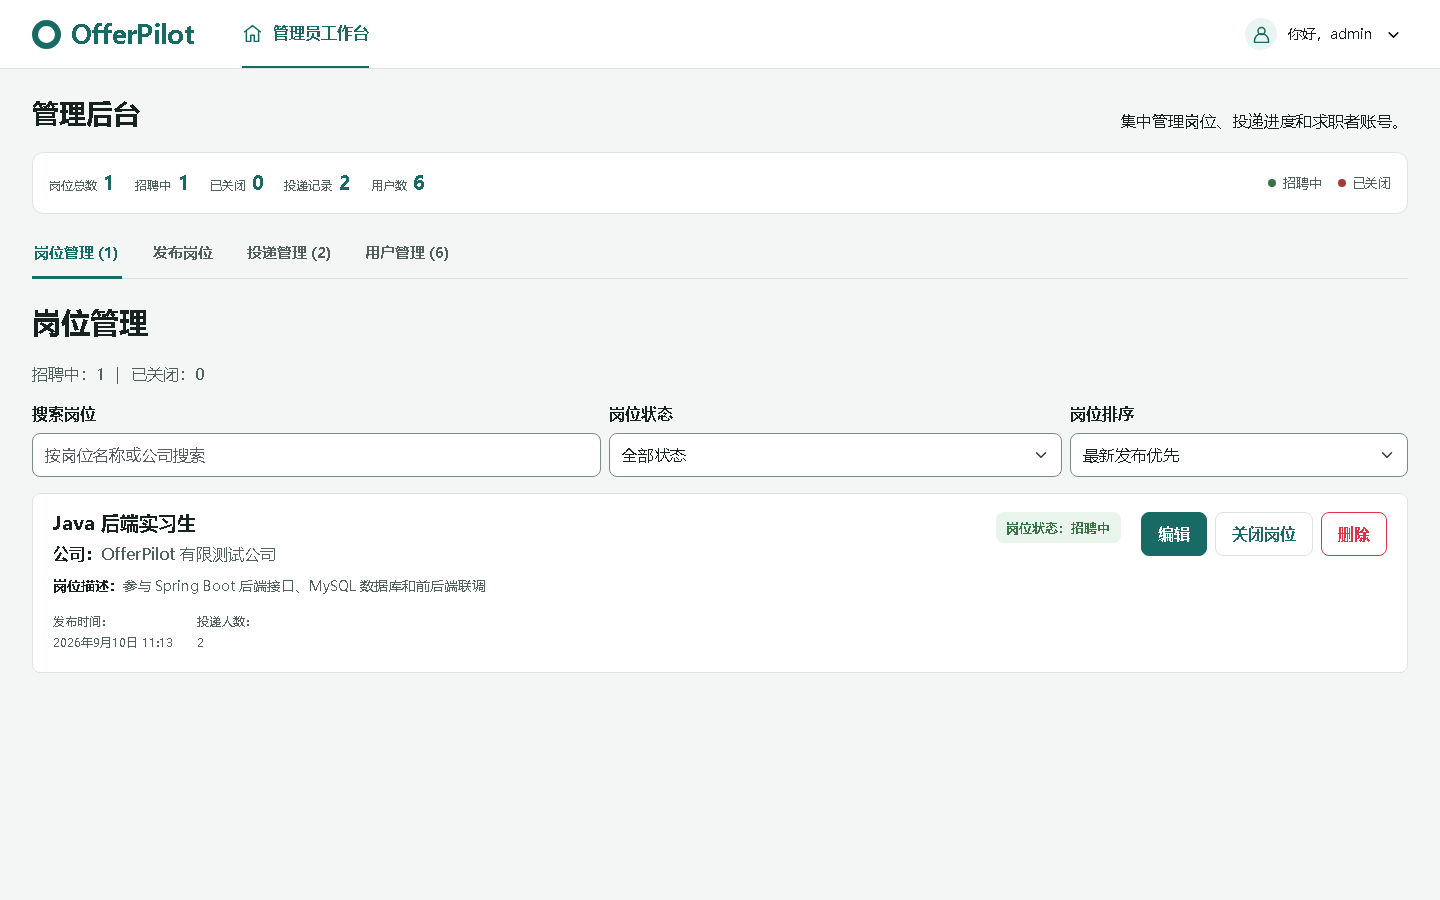 OfferPilot 管理员工作台 你好，admin
管理后台
集中管理岗位、投递进度和求职者账号。
岗位总数 1 招聘中 1 已关闭 0 投递记录 2 用户数 6 招聘中 已关闭
岗位管理 (1) 发布岗位 投递管理 (2) 用户管理 (6)
岗位管理
招聘中：1 ｜ 已关闭：0
搜索岗位 岗位状态 岗位排序
按岗位名称或公司搜索 全部状态 最新发布优先
Java 后端实习生 岗位状态：招聘中 编辑 关闭岗位 删除
公司：OfferPilot 有限测试公司
岗位描述：参与 Spring Boot 后端接口、MySQL 数据库和前后端联调
发布时间： 投递人数：
2026年9月10日 11:13 2